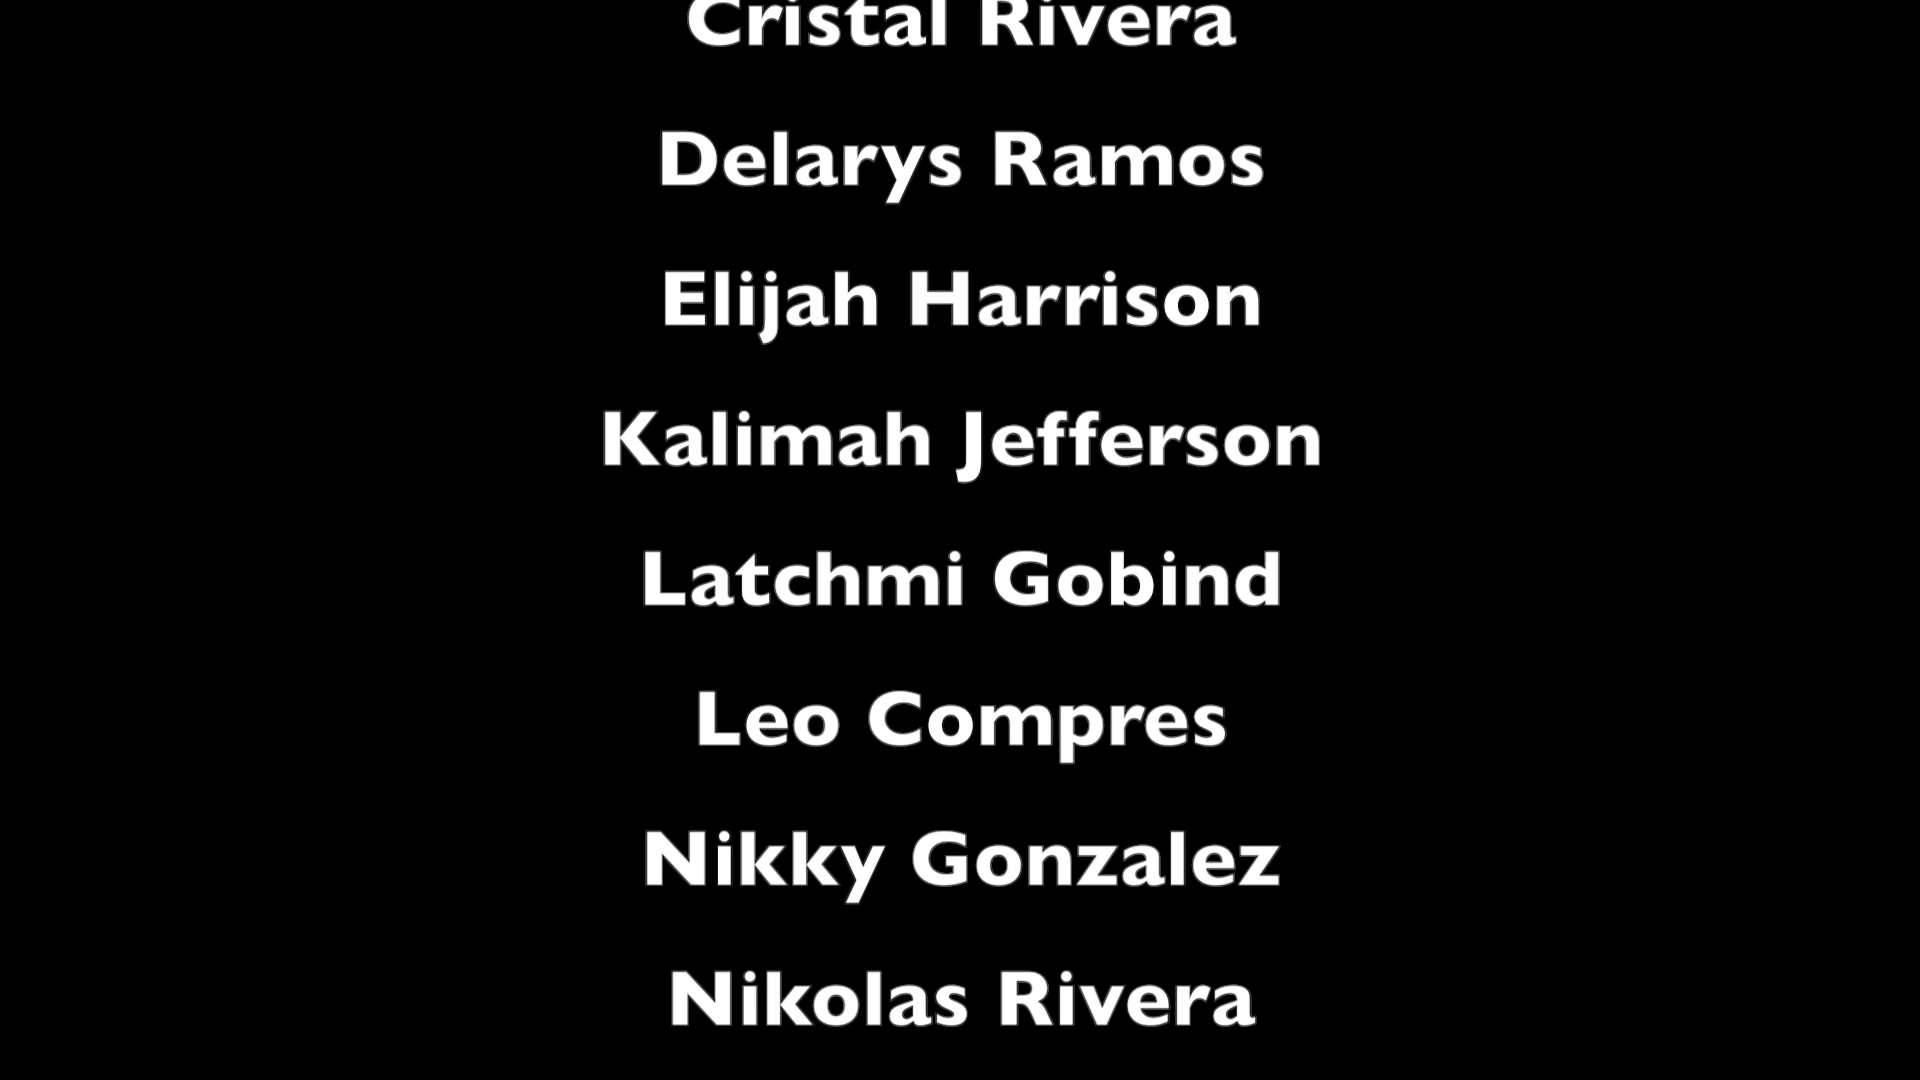 Cristal Rivera
Delarys Ramos
Elijah Harrison
Kalimah Jefferson
Latchmi Gobind
Leo Compres
Nikky Gonzalez
Nikolas Rivera